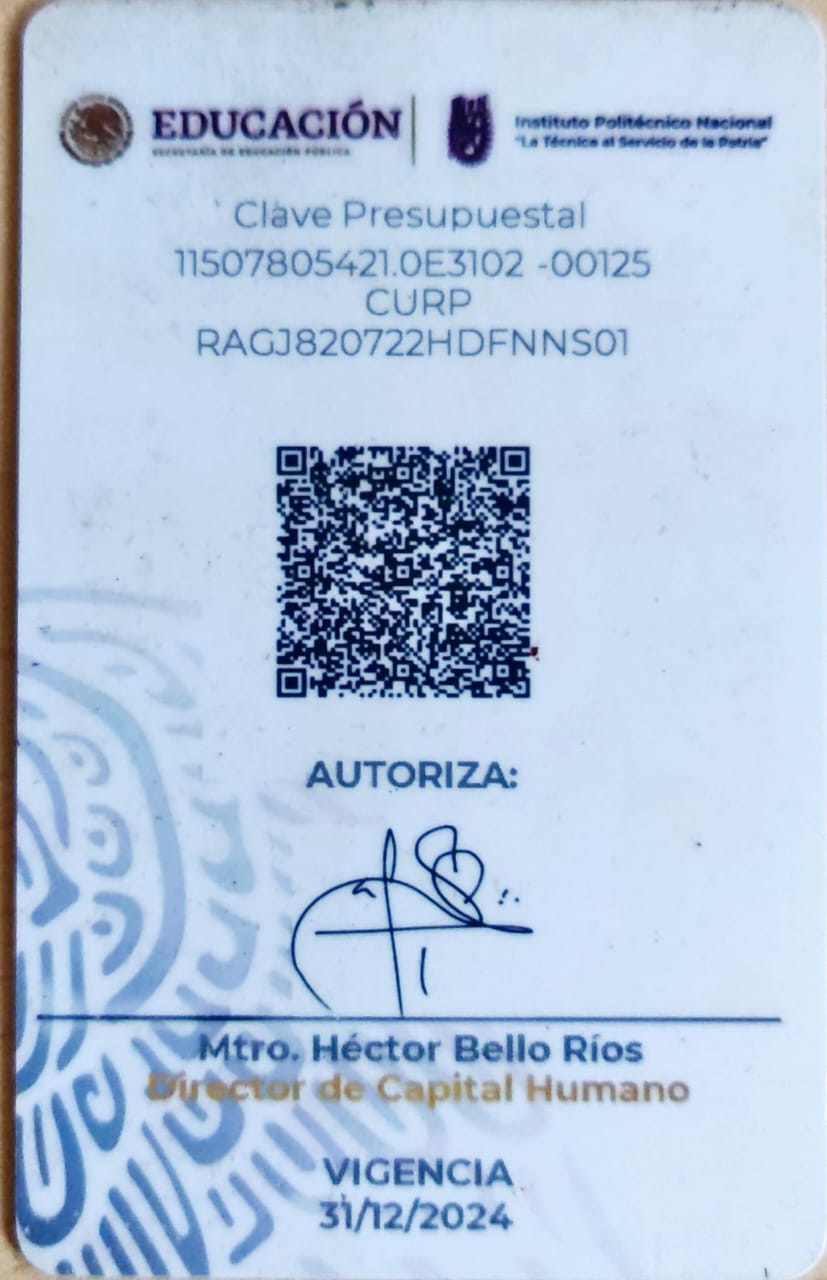 EDUCACIÓN
SECRETARÍA DE EDUCACIÓN PÚBLICA
Instituto Politécnico Nacional
"La Técnica al Servicio de la Patria"
Clave Presupuestal
11507805421.0E3102 -00125
CURP
RAGJ820722HDFNNS01
AUTORIZA:
Mtro. Héctor Bello Ríos
Director de Capital Humano
VIGENCIA
31/12/2024